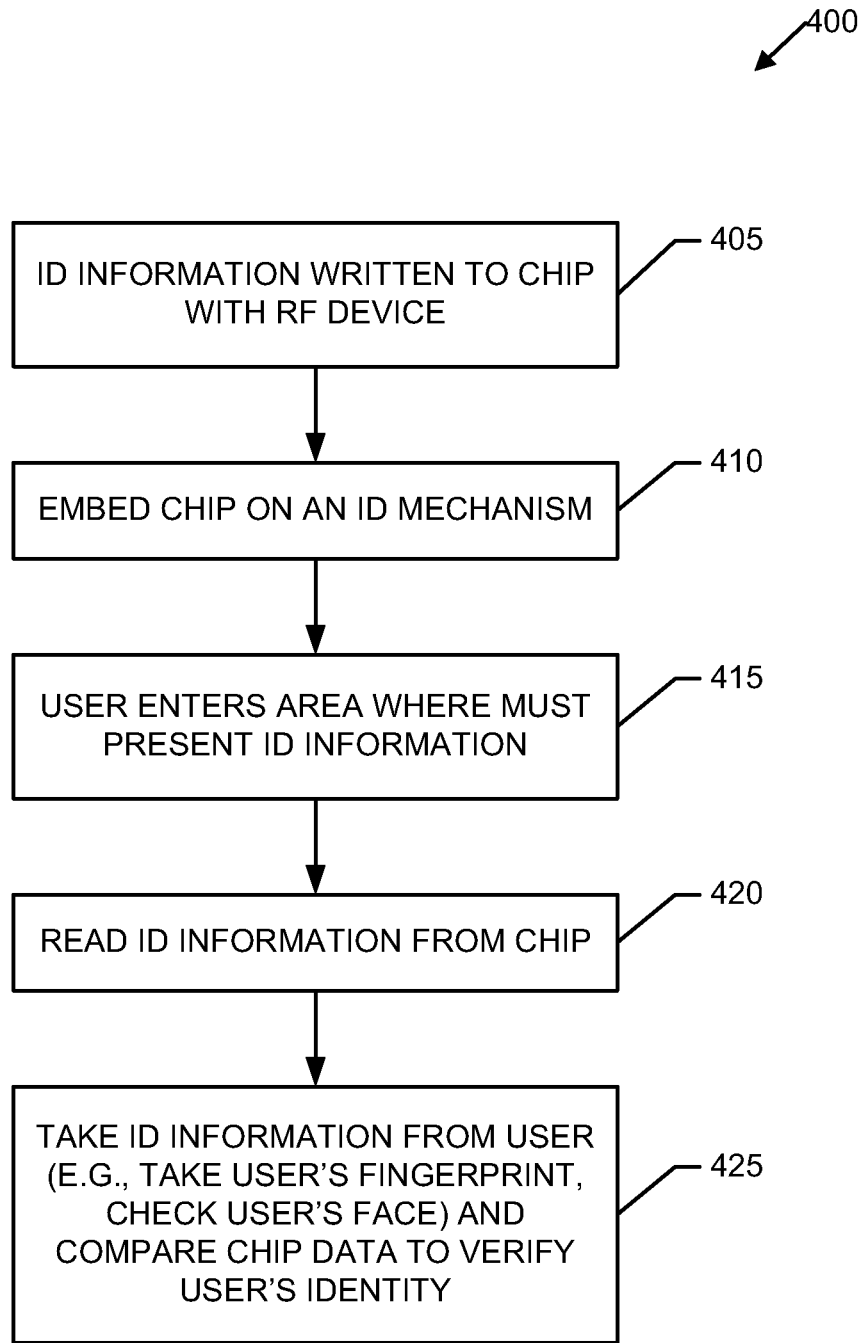 400
ID INFORMATION WRITTEN TO CHIP
WITH RF DEVICE
405
EMBED CHIP ON AN ID MECHANISM
410
USER ENTERS AREA WHERE MUST
PRESENT ID INFORMATION
415
READ ID INFORMATION FROM CHIP
420
TAKE ID INFORMATION FROM USER
(E.G., TAKE USER’S FINGERPRINT,
CHECK USER’S FACE) AND
COMPARE CHIP DATA TO VERIFY
USER’S IDENTITY
425